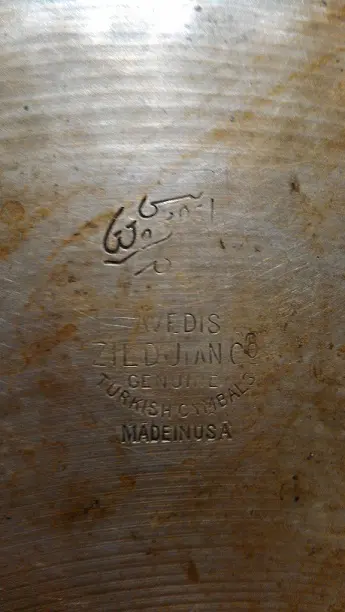 AVEDIS
ZILDJIAN Co
GENUINE
TURKISH CYMBALS
MADE IN USA